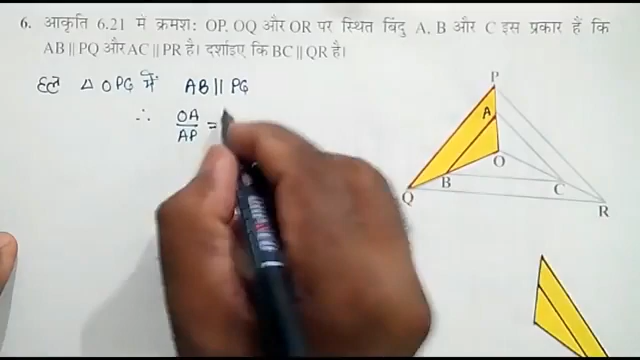 6. आकृति 6.21 में क्रमश: OP, OQ और OR पर स्थित बिंदु A, B और C इस प्रकार हैं कि
AB || PQ और AC || PR है। दर्शाइए कि BC || QR है।
हल △ OPQ में AB || PQ
∴ OA/AP =
P
A
O
B
C
Q
R